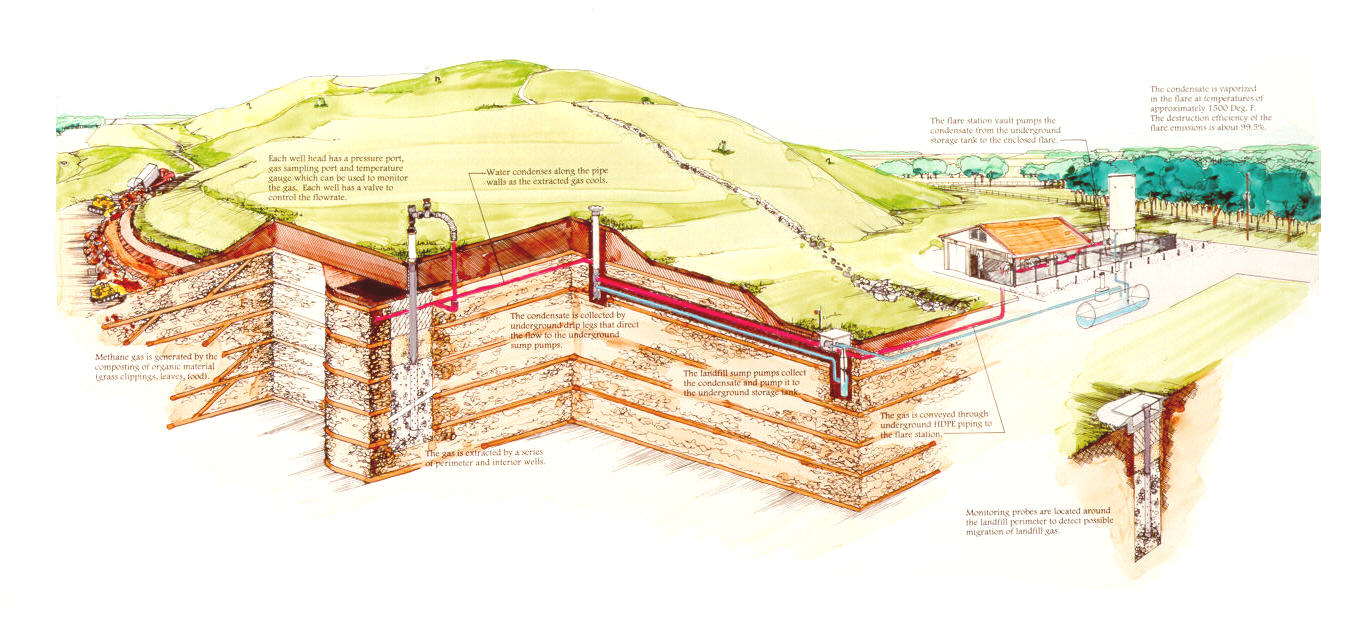 The condensate is vaporized
in the flare at temperatures of
approximately 1500 Deg. F.
The destruction efficiency of the
flare emissions is about 99.5%.
The flare station vault pumps the
condensate from the underground
storage tank to the enclosed flare.
Each well head has a pressure port,
gas sampling port and temperature
gauge which can be used to monitor
the gas. Each well has a valve to
control the flowrate.
Water condenses along the pipe
walls as the extracted gas cools.
The condensate is collected by
underground drip legs that direct
the flow to the underground
sump pumps.
Methane gas is generated by the
composting of organic material
(grass clippings, leaves, food).
The landfill sump pumps collect
the condensate and pump it to
the underground storage tank.
The gas is conveyed through
underground HDPE piping to
the flare station.
The gas is extracted by a series
of perimeter and interior wells.
Monitoring probes are located around
the landfill perimeter to detect possible
migration of landfill gas.